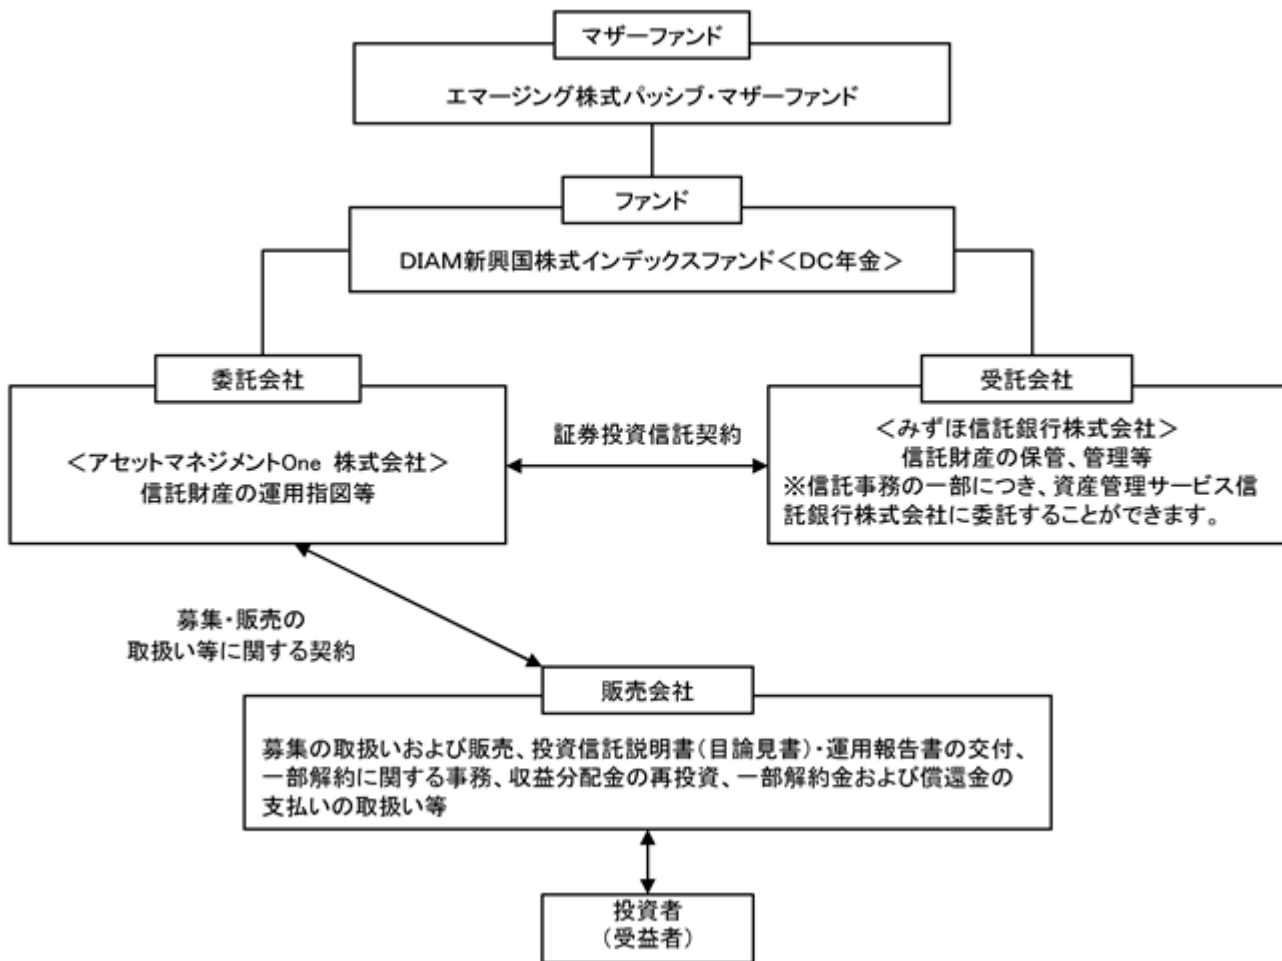 マザーファンド
エマージング株式パッシブ・マザーファンド
ファンド
DIAM新興国株式インデックスファンド＜DC年金＞
委託会社
＜アセットマネジメントOne 株式会社＞
信託財産の運用指図等
証券投資信託契約
受託会社
＜みずほ信託銀行株式会社＞
信託財産の保管、管理等
※信託事務の一部につき、資産管理サービス信
託銀行株式会社に委託することができます。
募集・販売の
取扱い等に関する契約
販売会社
募集の取扱いおよび販売、投資信託説明書（目論見書）・運用報告書の交付、
一部解約に関する事務、収益分配金の再投資、一部解約金および償還金の
支払いの取扱い等
投資者
（受益者）